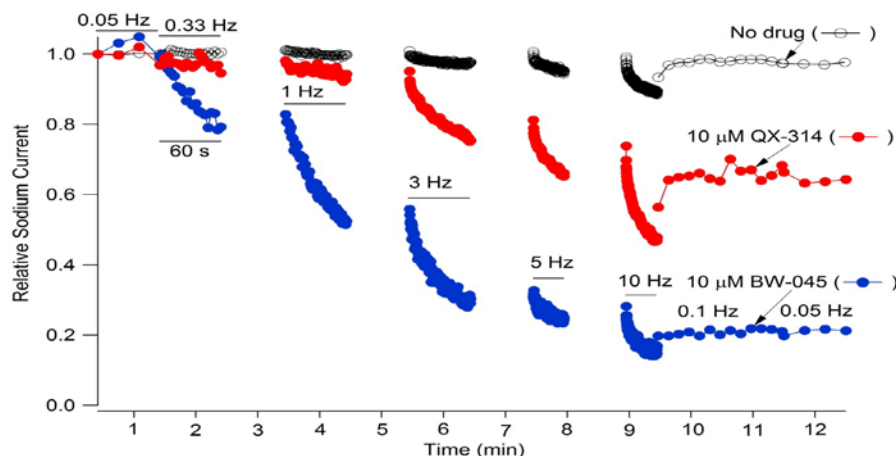 0.05 Hz
0.33 Hz
No drug ( )
1.0
1 Hz
0.8
10 μM QX-314 ( )
60 s
3 Hz
0.6
Relative Sodium Current
0.4
5 Hz
10 Hz
10 μM BW-045 ( )
0.1 Hz
0.05 Hz
0.2
0.0
1 2 3 4 5 6 7 8 9 10 11 12
Time (min)